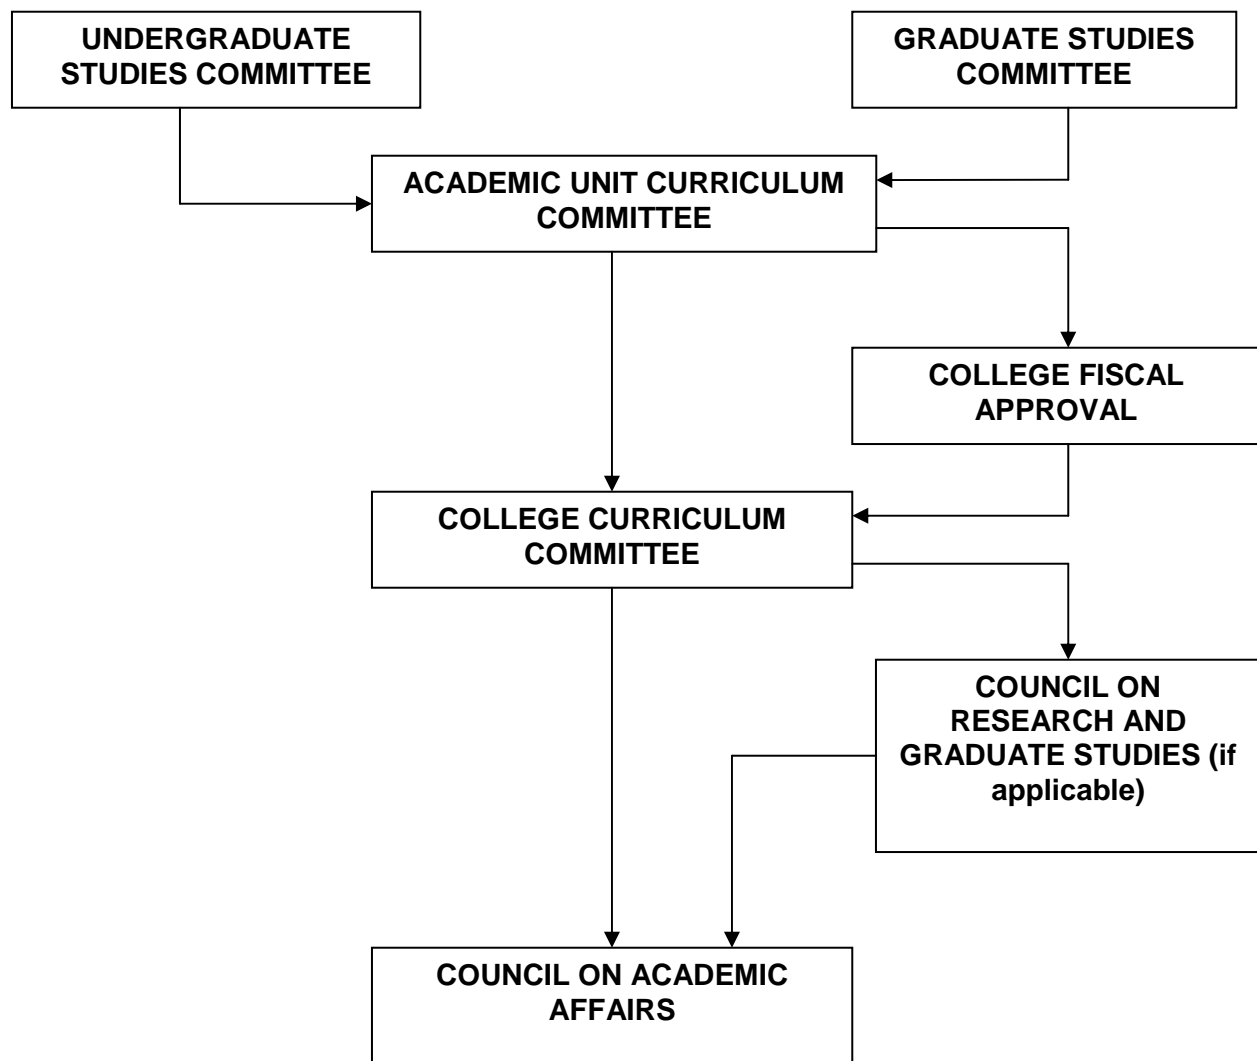 UNDERGRADUATE
STUDIES COMMITTEE
GRADUATE STUDIES
COMMITTEE
ACADEMIC UNIT CURRICULUM
COMMITTEE
COLLEGE FISCAL
APPROVAL
COLLEGE CURRICULUM
COMMITTEE
COUNCIL ON
RESEARCH AND
GRADUATE STUDIES (if
applicable)
COUNCIL ON ACADEMIC
AFFAIRS